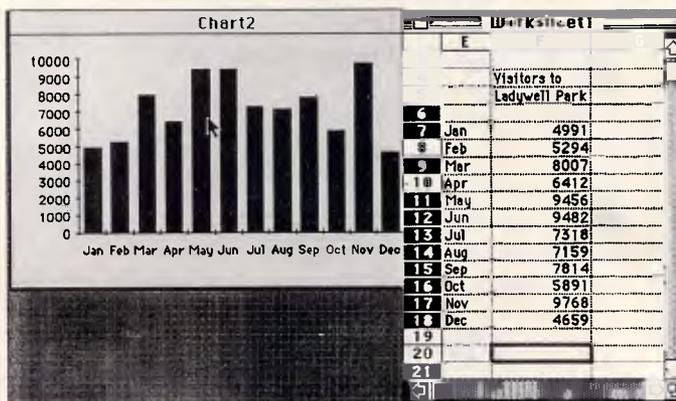 Chart2
10000
9000
8000
7000
6000
5000
4000
3000
2000
1000
0
Jan Feb Mar Apr May Jun Jul Aug Sep Oct Nov Dec
Worksheet1
E F G
Visitors to
Ladywell Park
6
7 Jan 4991
8 Feb 5294
9 Mar 8007
10 Apr 6412
11 May 9456
12 Jun 9482
13 Jul 7318
14 Aug 7159
15 Sep 7814
16 Oct 5891
17 Nov 9768
18 Dec 4659
19
20
21